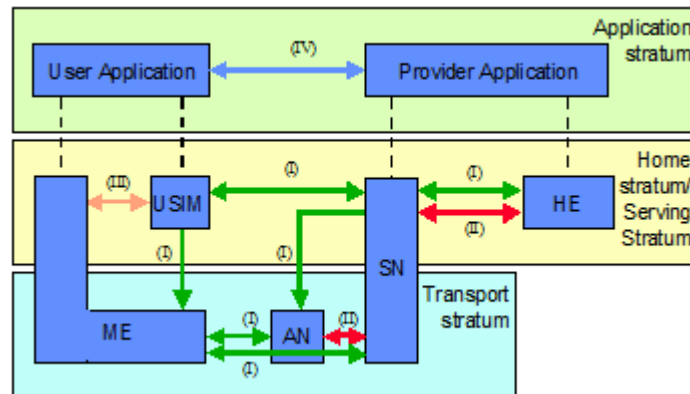 Application
stratum
(IV)
User Application
Provider Application
Home
stratum/
Serving
Stratum
(I)
(I)
(III)
USIM
HE
(II)
(I)
(I)
SN
Transport
stratum
ME
(I)
AN
(II)
(I)